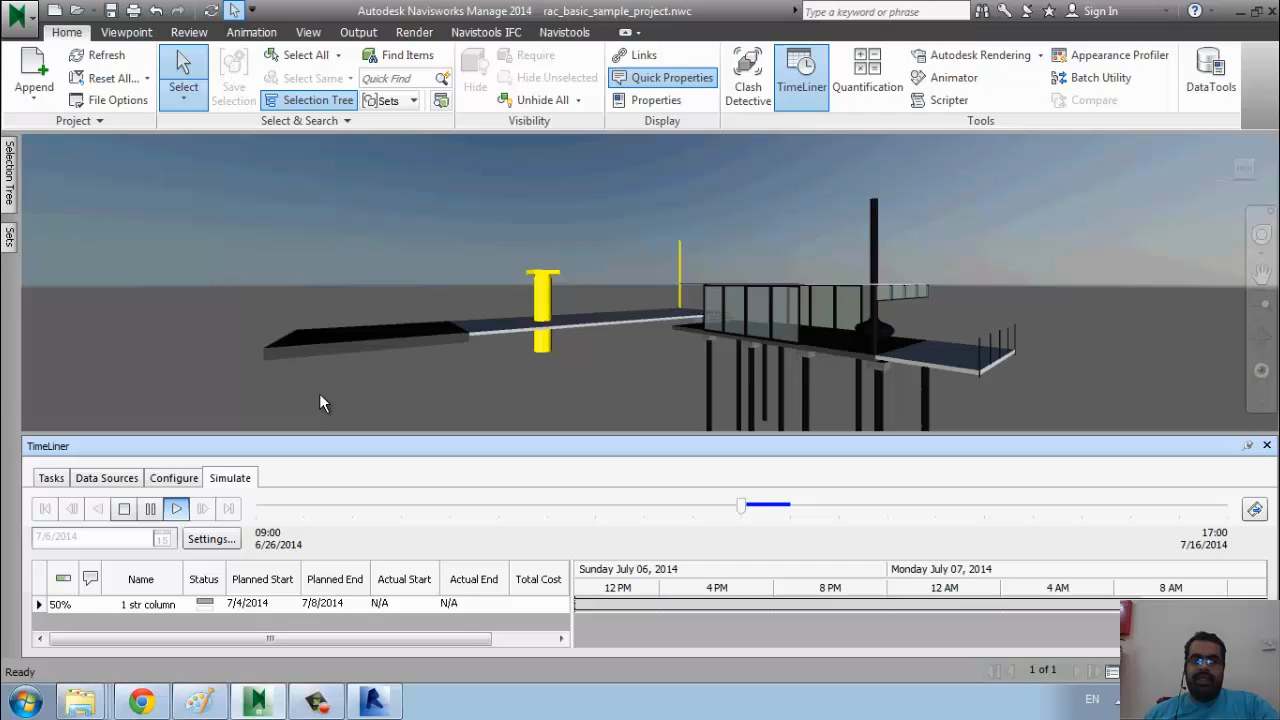 Autodesk Navisworks Manage 2014 rac_basic_sample_project.nwc
Type a keyword or phrase
Sign In
Home Viewpoint Review Animation View Output Render Navistools IFC Navistools
Append
Refresh
Reset All...
File Options
Project
Select
Save Selection
Select All
Select Same
Selection Tree
Find Items
Quick Find
Sets
Select & Search
Hide
Require
Hide Unselected
Unhide All
Visibility
Links
Quick Properties
Properties
Display
Clash Detective
TimeLiner
Quantification
Autodesk Rendering
Animator
Scripter
Appearance Profiler
Batch Utility
Compare
DataTools
Tools
Selection Tree
Sets
TimeLiner
Tasks Data Sources Configure Simulate
7/6/2014 15
Settings...
09:00
6/26/2014
17:00
7/16/2014
Name Status Planned Start Planned End Actual Start Actual End Total Cost
50% 1 str column 7/4/2014 7/8/2014 N/A N/A
Sunday July 06, 2014 Monday July 07, 2014
12 PM 4 PM 8 PM 12 AM 4 AM 8 AM
Ready
1 of 1
EN